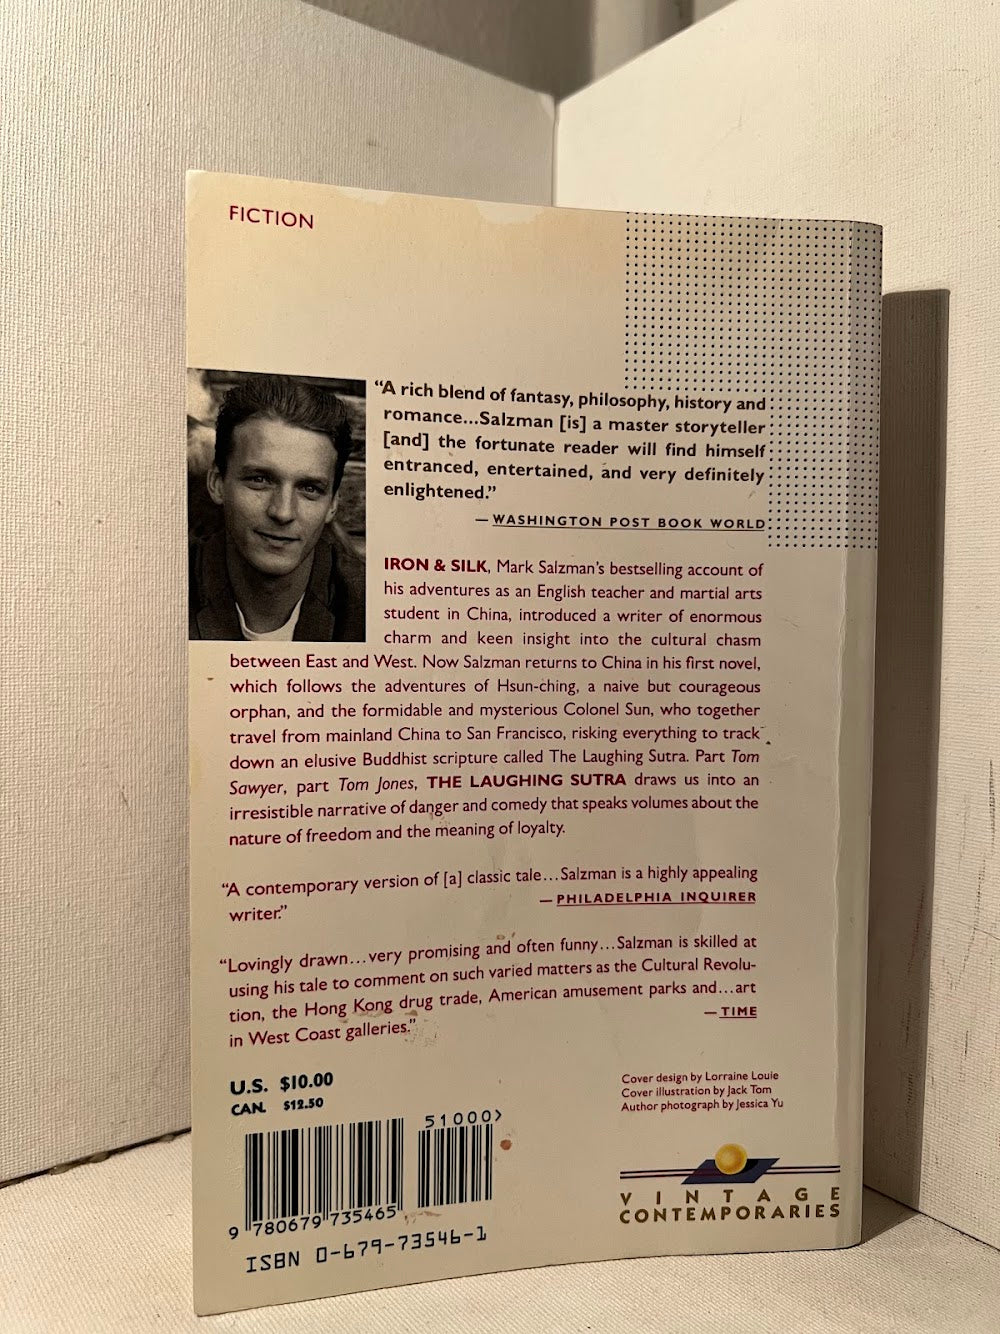 FICTION
“A rich blend of fantasy, philosophy, history and
romance...Salzman [is] a master storyteller
[and] the fortunate reader will find himself
entranced, entertained, and very definitely
enlightened.”
— WASHINGTON POST BOOK WORLD
IRON & SILK, Mark Salzman’s bestselling account of
his adventures as an English teacher and martial arts
student in China, introduced a writer of enormous
charm and keen insight into the cultural chasm
between East and West. Now Salzman returns to China in his first novel,
which follows the adventures of Hsun-ching, a naive but courageous
orphan, and the formidable and mysterious Colonel Sun, who together
travel from mainland China to San Francisco, risking everything to track
down an elusive Buddhist scripture called The Laughing Sutra. Part Tom
Sawyer, part Tom Jones, THE LAUGHING SUTRA draws us into an
irresistible narrative of danger and comedy that speaks volumes about the
nature of freedom and the meaning of loyalty.
“A contemporary version of [a] classic tale...Salzman is a highly appealing
writer.”
— PHILADELPHIA INQUIRER
“Lovingly drawn...very promising and often funny...Salzman is skilled at
using his tale to comment on such varied matters as the Cultural Revolu-
tion, the Hong Kong drug trade, American amusement parks and...art
in West Coast galleries.”
— TIME
U.S. $10.00
CAN. $12.50
51000>
9 780679 735465
ISBN 0-679-73546-1
Cover design by Lorraine Louie
Cover illustration by Jack Tom
Author photograph by Jessica Yu
VINTAGE
CONTEMPORARIES